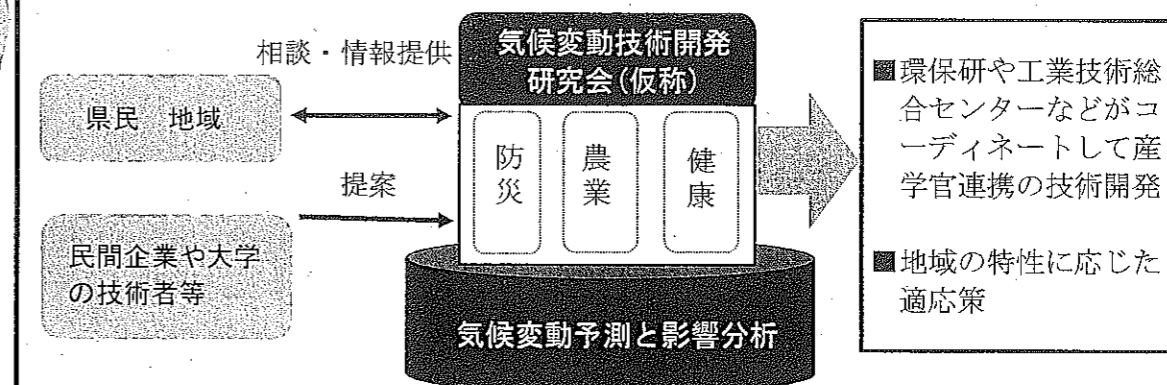 相談・情報提供
県民　地域
提案
民間企業や大学
の技術者等
気候変動技術開発
研究会(仮称)
防災
農業
健康
気候変動予測と影響分析
■環保研や工業技術総
合センターなどがコ
ーディネートして産
学官連携の技術開発
■地域の特性に応じた
適応策